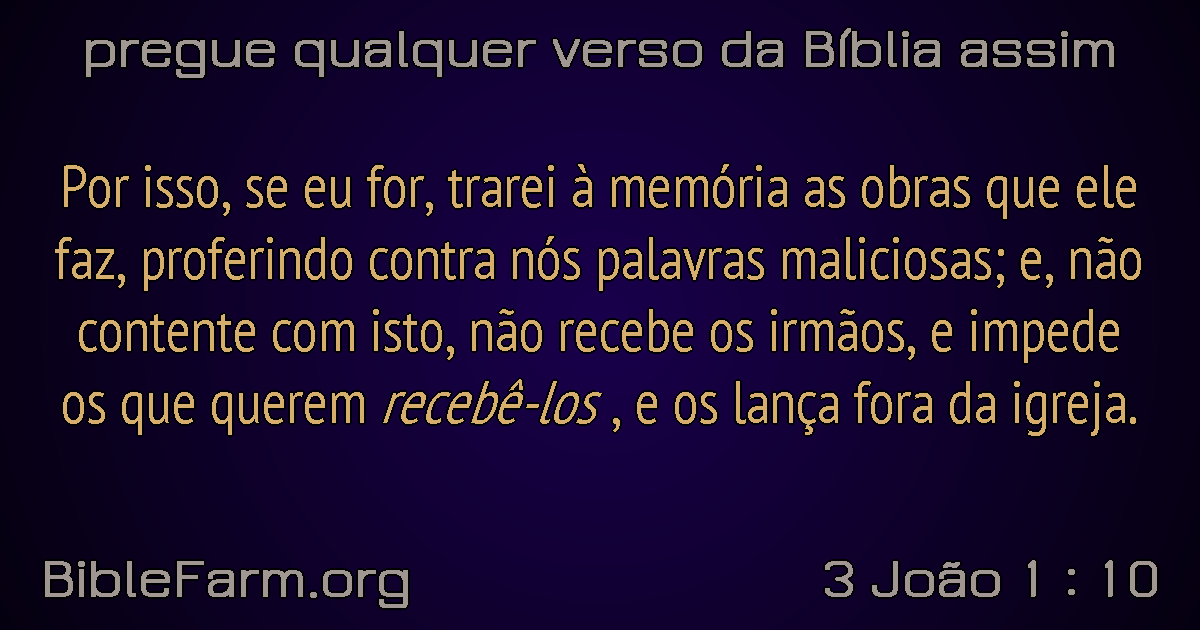 pregue qualquer verso da Bíblia assim
Por isso, se eu for, trarei à memória as obras que ele
faz, proferindo contra nós palavras maliciosas; e, não
contente com isto, não recebe os irmãos, e impede
os que querem recebê-los , e os lança fora da igreja.
BibleFarm.org
3 João 1 : 10